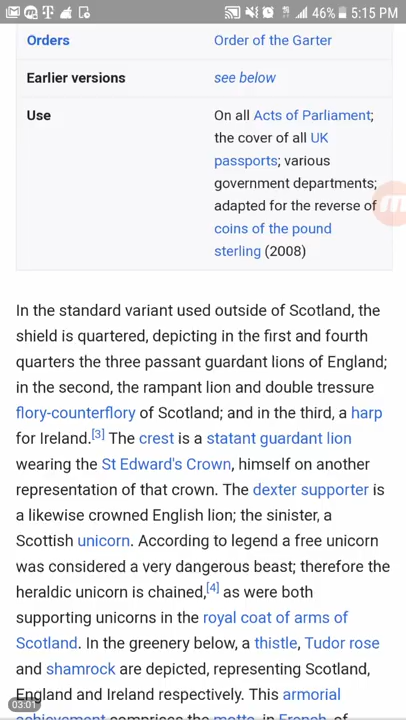 46% 5:15 PM
Orders Order of the Garter
Earlier versions see below
Use On all Acts of Parliament;
the cover of all UK
passports; various
government departments;
adapted for the reverse of
coins of the pound
sterling (2008)
In the standard variant used outside of Scotland, the
shield is quartered, depicting in the first and fourth
quarters the three passant guardant lions of England;
in the second, the rampant lion and double tressure
flory-counterflory of Scotland; and in the third, a harp
for Ireland.[3] The crest is a statant guardant lion
wearing the St Edward's Crown, himself on another
representation of that crown. The dexter supporter is
a likewise crowned English lion; the sinister, a
Scottish unicorn. According to legend a free unicorn
was considered a very dangerous beast; therefore the
heraldic unicorn is chained,[4] as were both
supporting unicorns in the royal coat of arms of
Scotland. In the greenery below, a thistle, Tudor rose
and shamrock are depicted, representing Scotland,
03:01
England and Ireland respectively. This armorial
achievement comprises the motto, in French, of